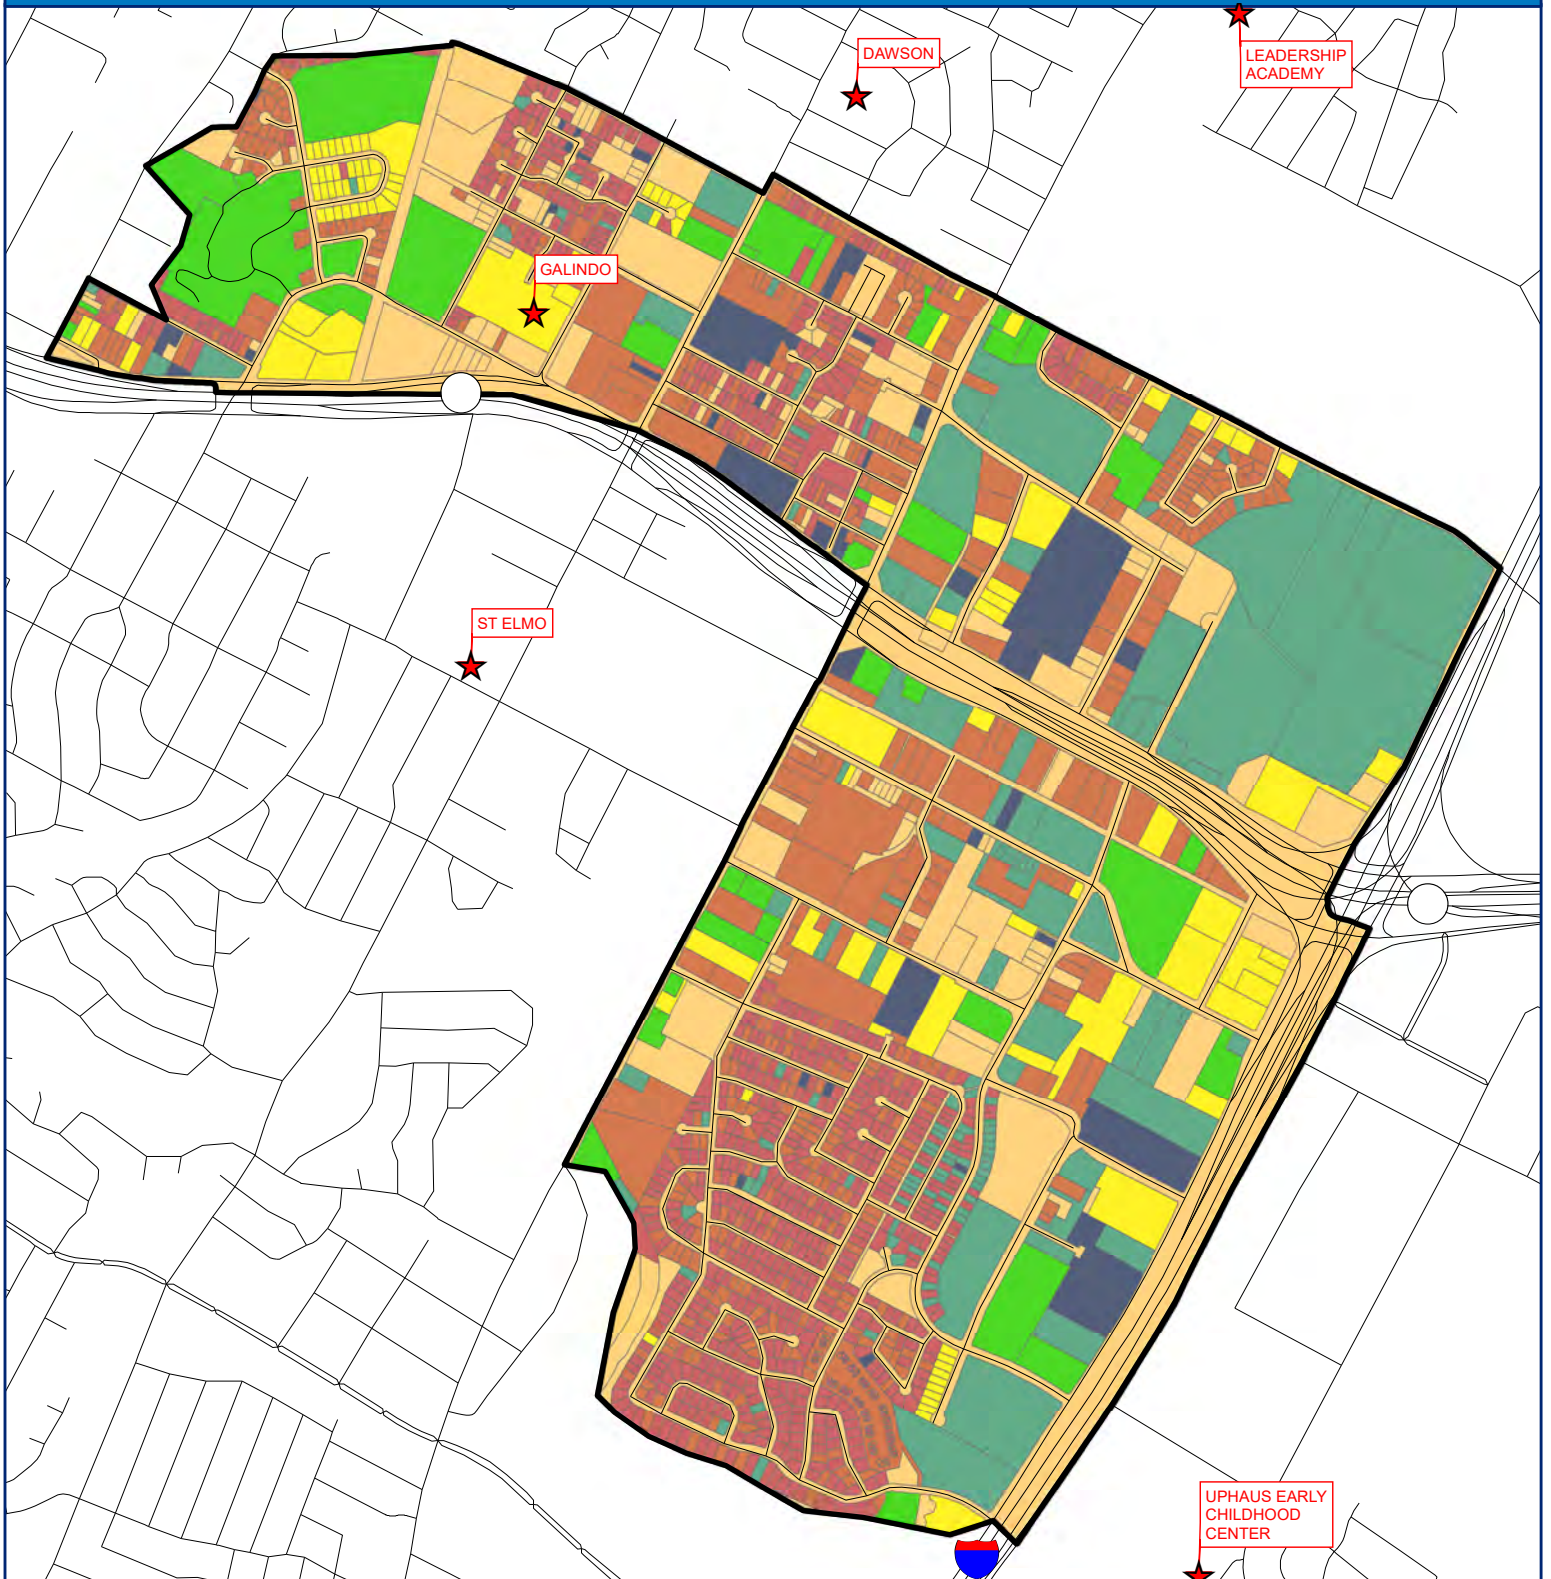 DAWSON
LEADERSHIP
ACADEMY
GALINDO
ST ELMO
UPHAUS EARLY
CHILDHOOD
CENTER